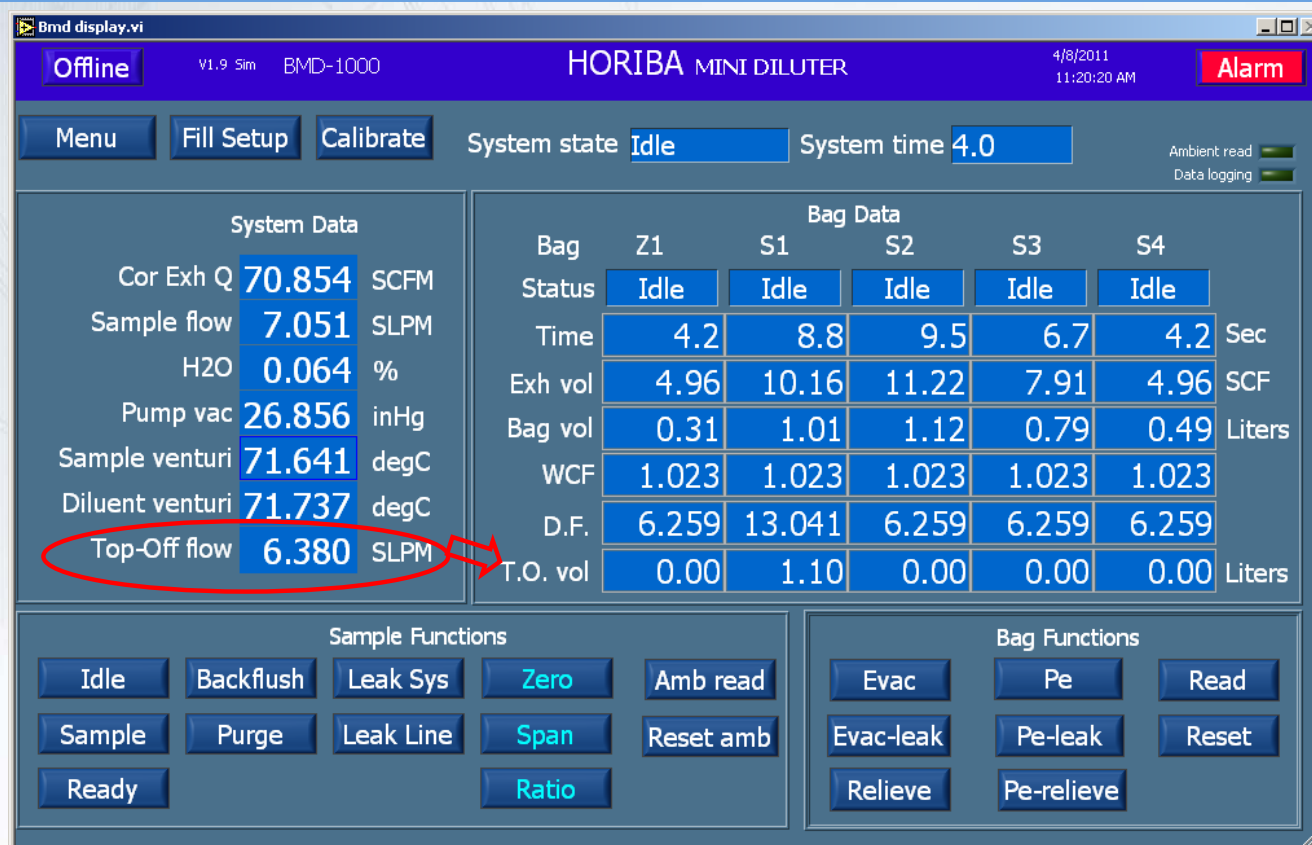 Bmd display.vi
Offline V1.9 Sim BMD-1000 HORIBA MINI DILUTER 4/8/2011 Alarm
11:20:20 AM
Menu Fill Setup Calibrate System state Idle System time 4.0 Ambient read
Data logging
System Data
Cor Exh Q 70.854 SCFM
Sample flow 7.051 SLPM
H2O 0.064 %
Pump vac 26.856 inHg
Sample venturi 71.641 degC
Diluent venturi 71.737 degC
Top-Off flow 6.380 SLPM
Bag Data
Bag Z1 S1 S2 S3 S4
Status Idle Idle Idle Idle Idle
Time 4.2 8.8 9.5 6.7 4.2 Sec
Exh vol 4.96 10.16 11.22 7.91 4.96 SCF
Bag vol 0.31 1.01 1.12 0.79 0.49 Liters
WCF 1.023 1.023 1.023 1.023 1.023
D.F. 6.259 13.041 6.259 6.259 6.259
T.O. vol 0.00 1.10 0.00 0.00 0.00 Liters
Sample Functions
Idle Backflush Leak Sys Zero Amb read
Sample Purge Leak Line Span Reset amb
Ready Ratio
Bag Functions
Evac Pe Read
Evac-leak Pe-leak Reset
Relieve Pe-relieve